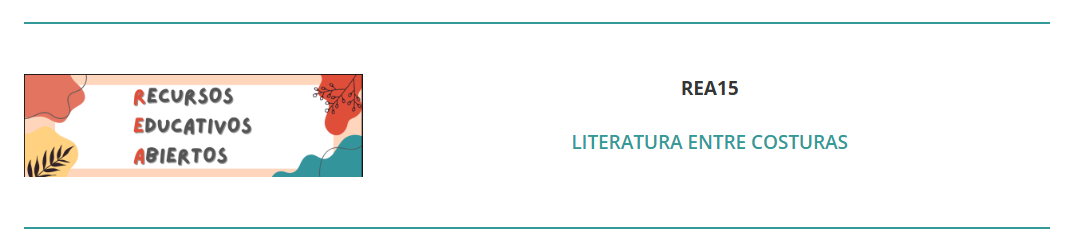 RECURSOS
EDUCATIVOS
ABIERTOS
REA15
LITERATURA ENTRE COSTURAS